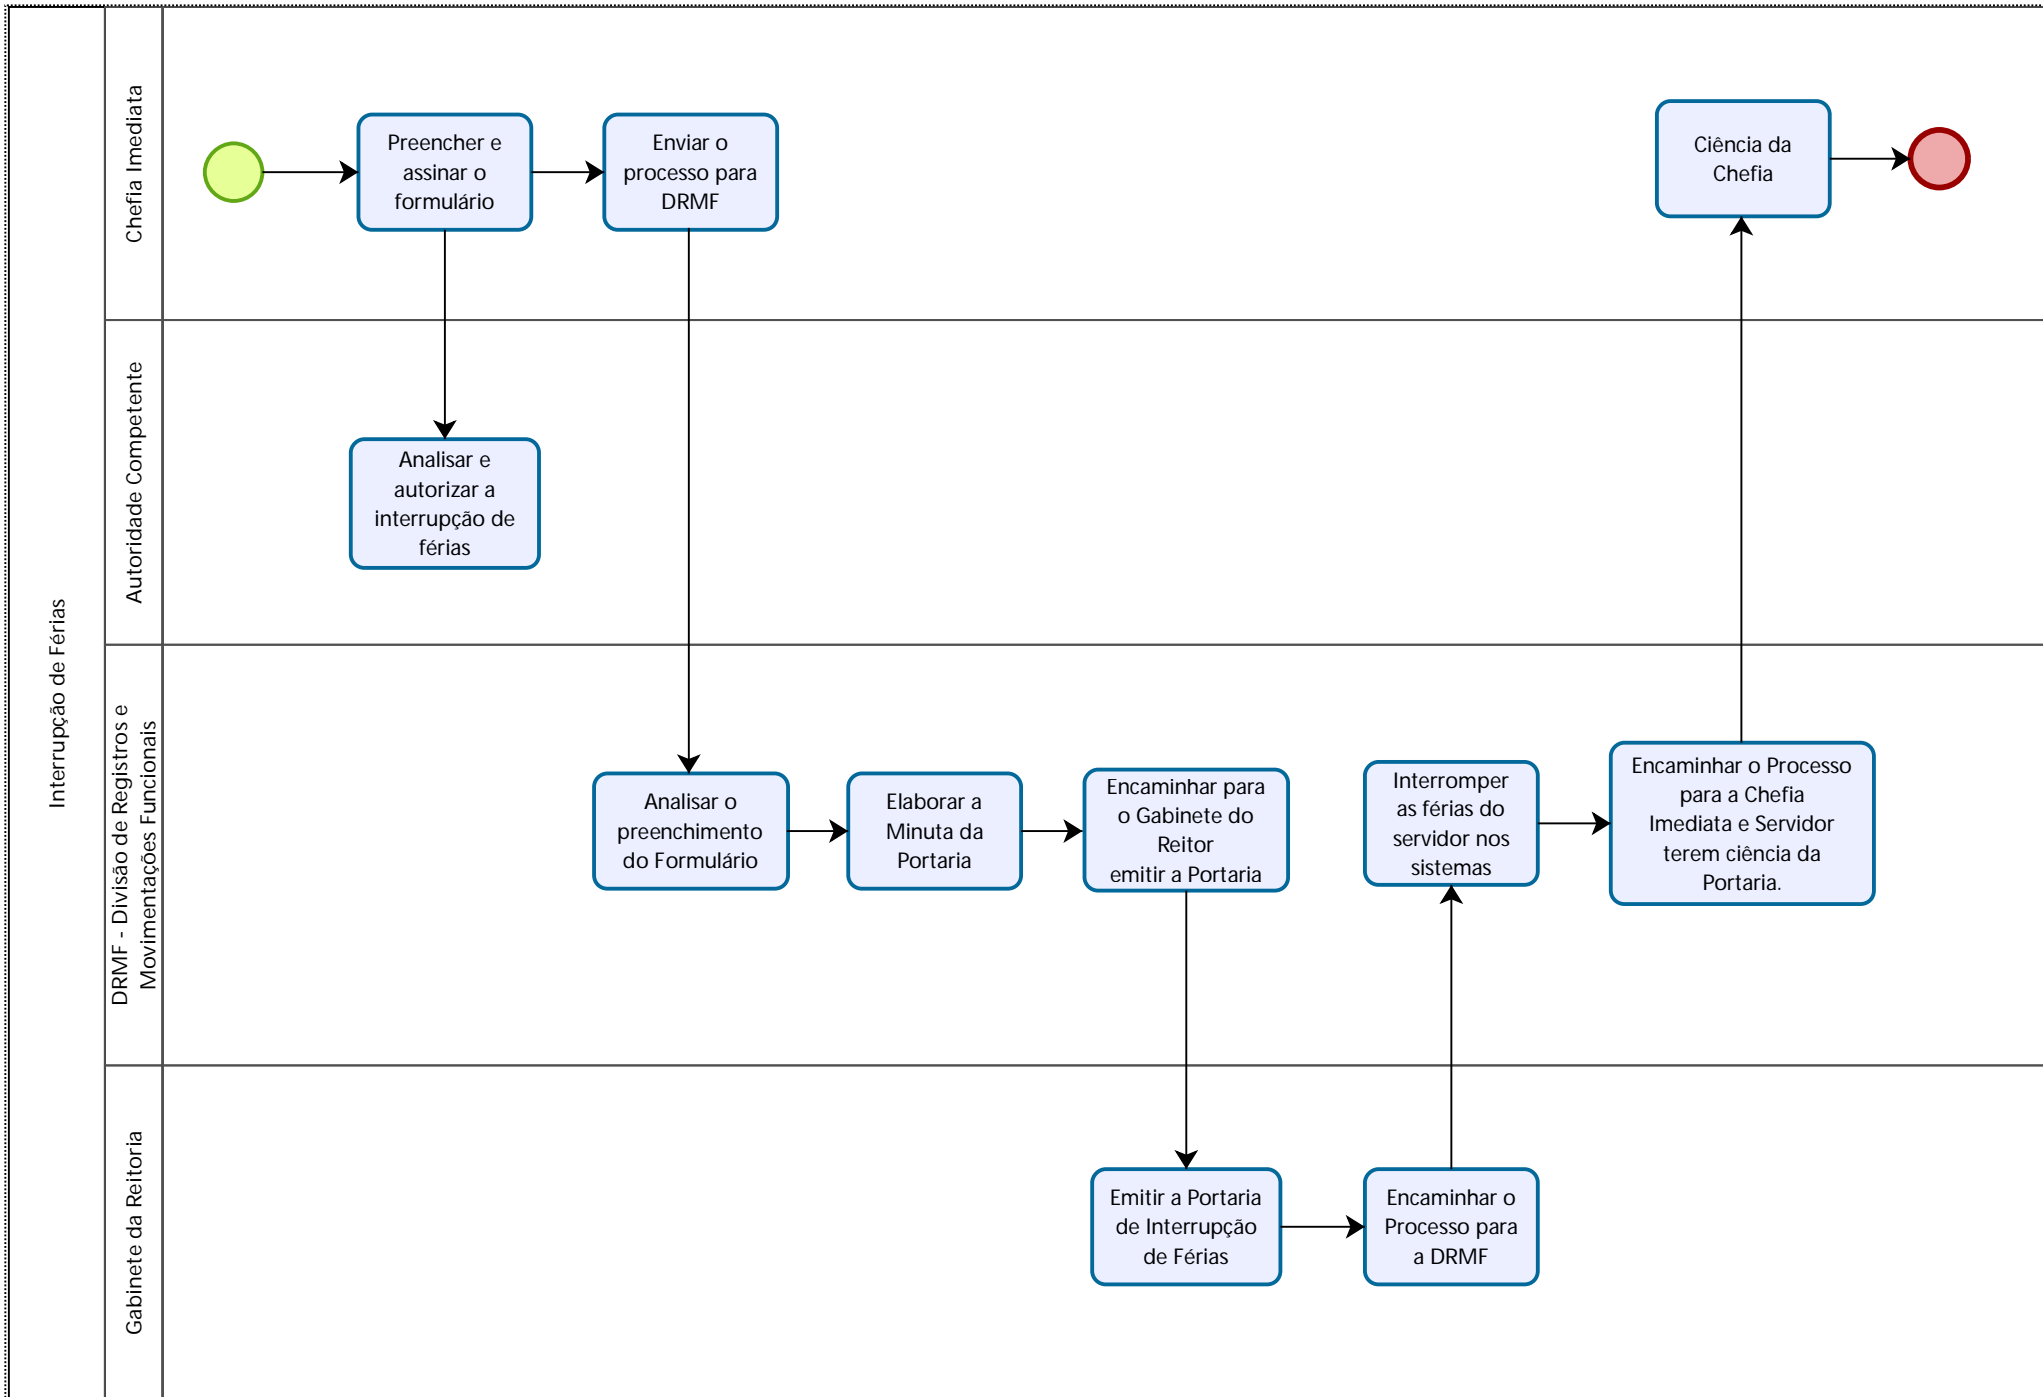 Interrupção de Férias
Chefia Imediata
Preencher e
assinar o
formulário
Enviar o
processo para
DRMF
Ciência da
Chefia
Autoridade Competente
Analisar e
autorizar a
interrupção de
férias
DRMF - Divisão de Registros e
Movimentações Funcionais
Analisar o
preenchimento
do Formulário
Elaborar a
Minuta da
Portaria
Encaminhar para
o Gabinete do
Reitor
emitir a Portaria
Interromper
as férias do
servidor nos
sistemas
Encaminhar o Processo
para a Chefia
Imediata e Servidor
terem ciência da
Portaria.
Gabinete da Reitoria
Emitir a Portaria
de Interrupção
de Férias
Encaminhar o
Processo para
a DRMF